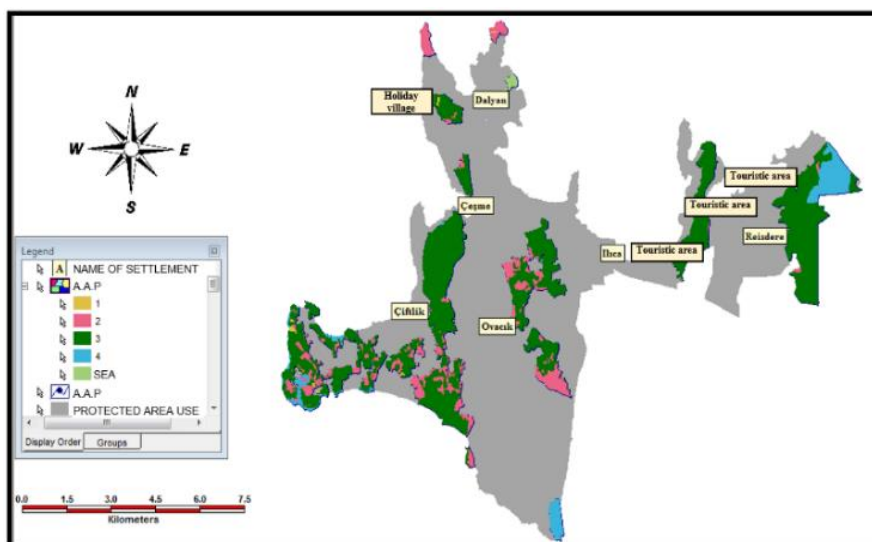 N
W
E
S
Holiday
village
Dalyan
Çeşme
Touristic area
Touristic area
Touristic area
Reisdere
Ilıca
Çiftlik
Ovacık
Legend
A NAME OF SETTLEMENT
A.A.P
1
2
3
4
SEA
A.A.P
PROTECTED AREA USE
Display Order Groups
0.0 1.5 3.0 4.5 6.0 7.5
Kilometers